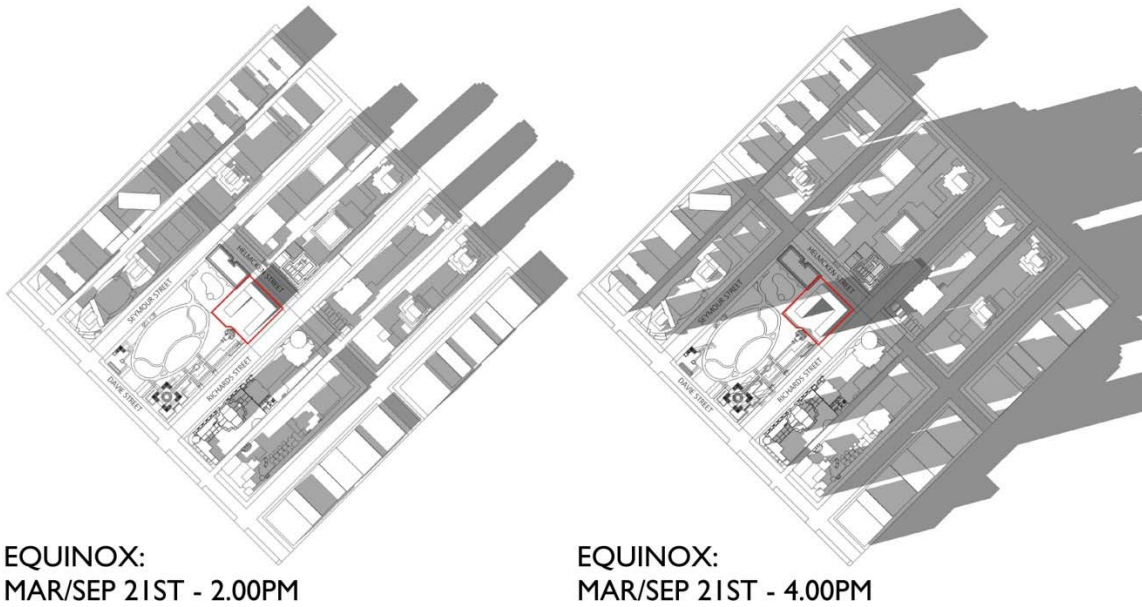 HELMCKEN STREET
SEYMOUR STREET
DAVIE STREET
RICHARDS STREET
EQUINOX:
MAR/SEP 21ST - 2.00PM
HELMCKEN STREET
SEYMOUR STREET
DAVIE STREET
RICHARDS STREET
EQUINOX:
MAR/SEP 21ST - 4.00PM